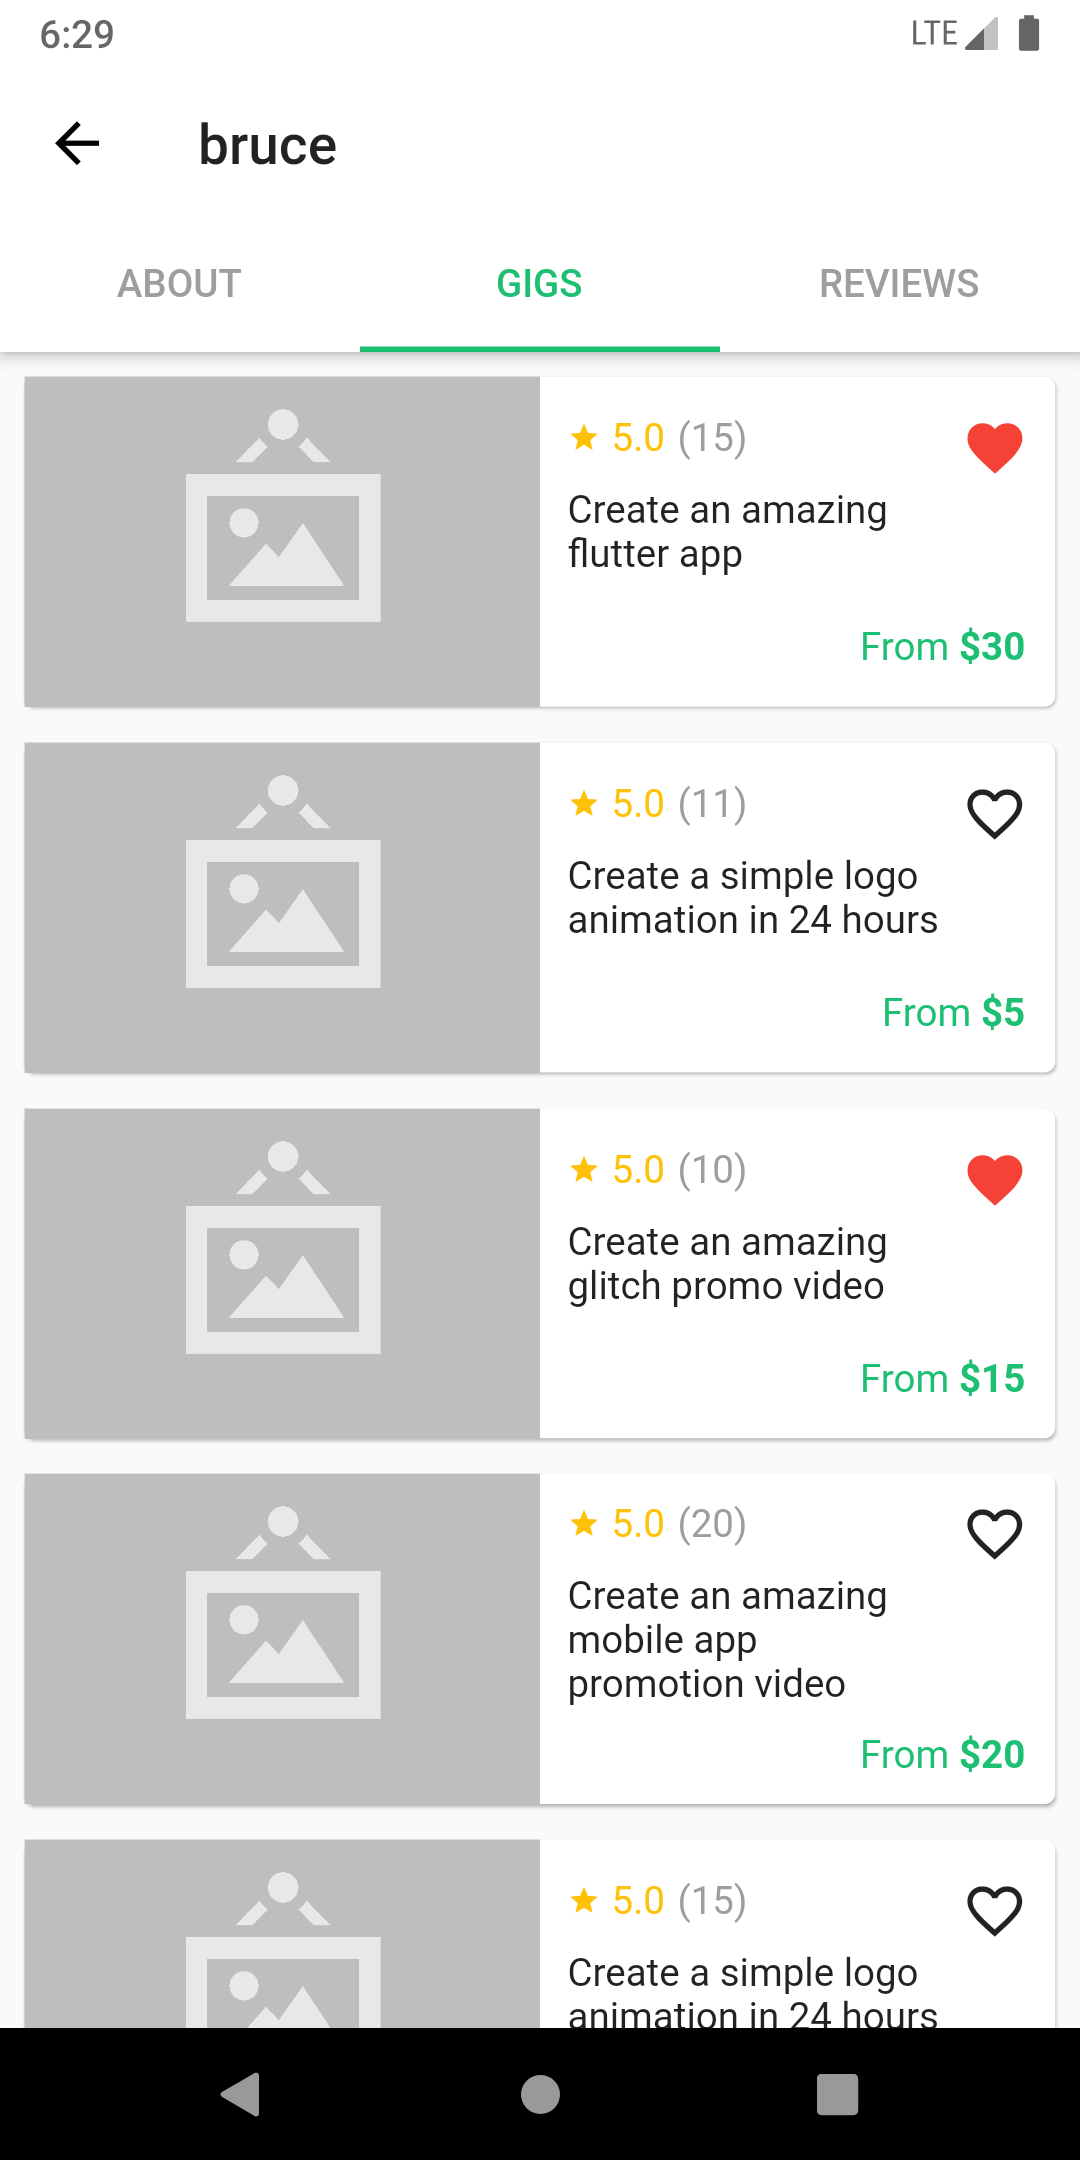 6:29
LTE
bruce
ABOUT
GIGS
REVIEWS
5.0 (15)
Create an amazing
flutter app
From $30
5.0 (11)
Create a simple logo
animation in 24 hours
From $5
5.0 (10)
Create an amazing
glitch promo video
From $15
5.0 (20)
Create an amazing
mobile app
promotion video
From $20
5.0 (15)
Create a simple logo
animation in 24 hours